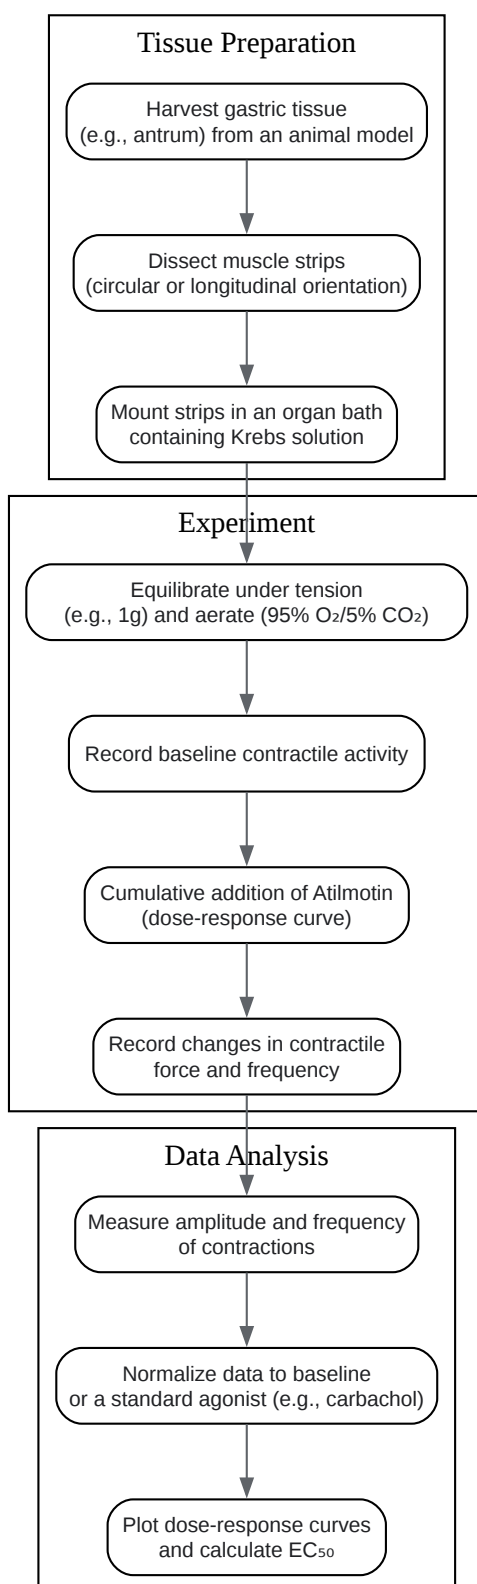 Tissue Preparation
Harvest gastric tissue
(e.g., antrum) from an animal model
Dissect muscle strips
(circular or longitudinal orientation)
Mount strips in an organ bath
containing Krebs solution
Experiment
Equilibrate under tension
(e.g., 1g) and aerate (95% O₂/5% CO₂)
Record baseline contractile activity
Cumulative addition of Atilmotin
(dose-response curve)
Record changes in contractile
force and frequency
Data Analysis
Measure amplitude and frequency
of contractions
Normalize data to baseline
or a standard agonist (e.g., carbachol)
Plot dose-response curves
and calculate EC₅₀